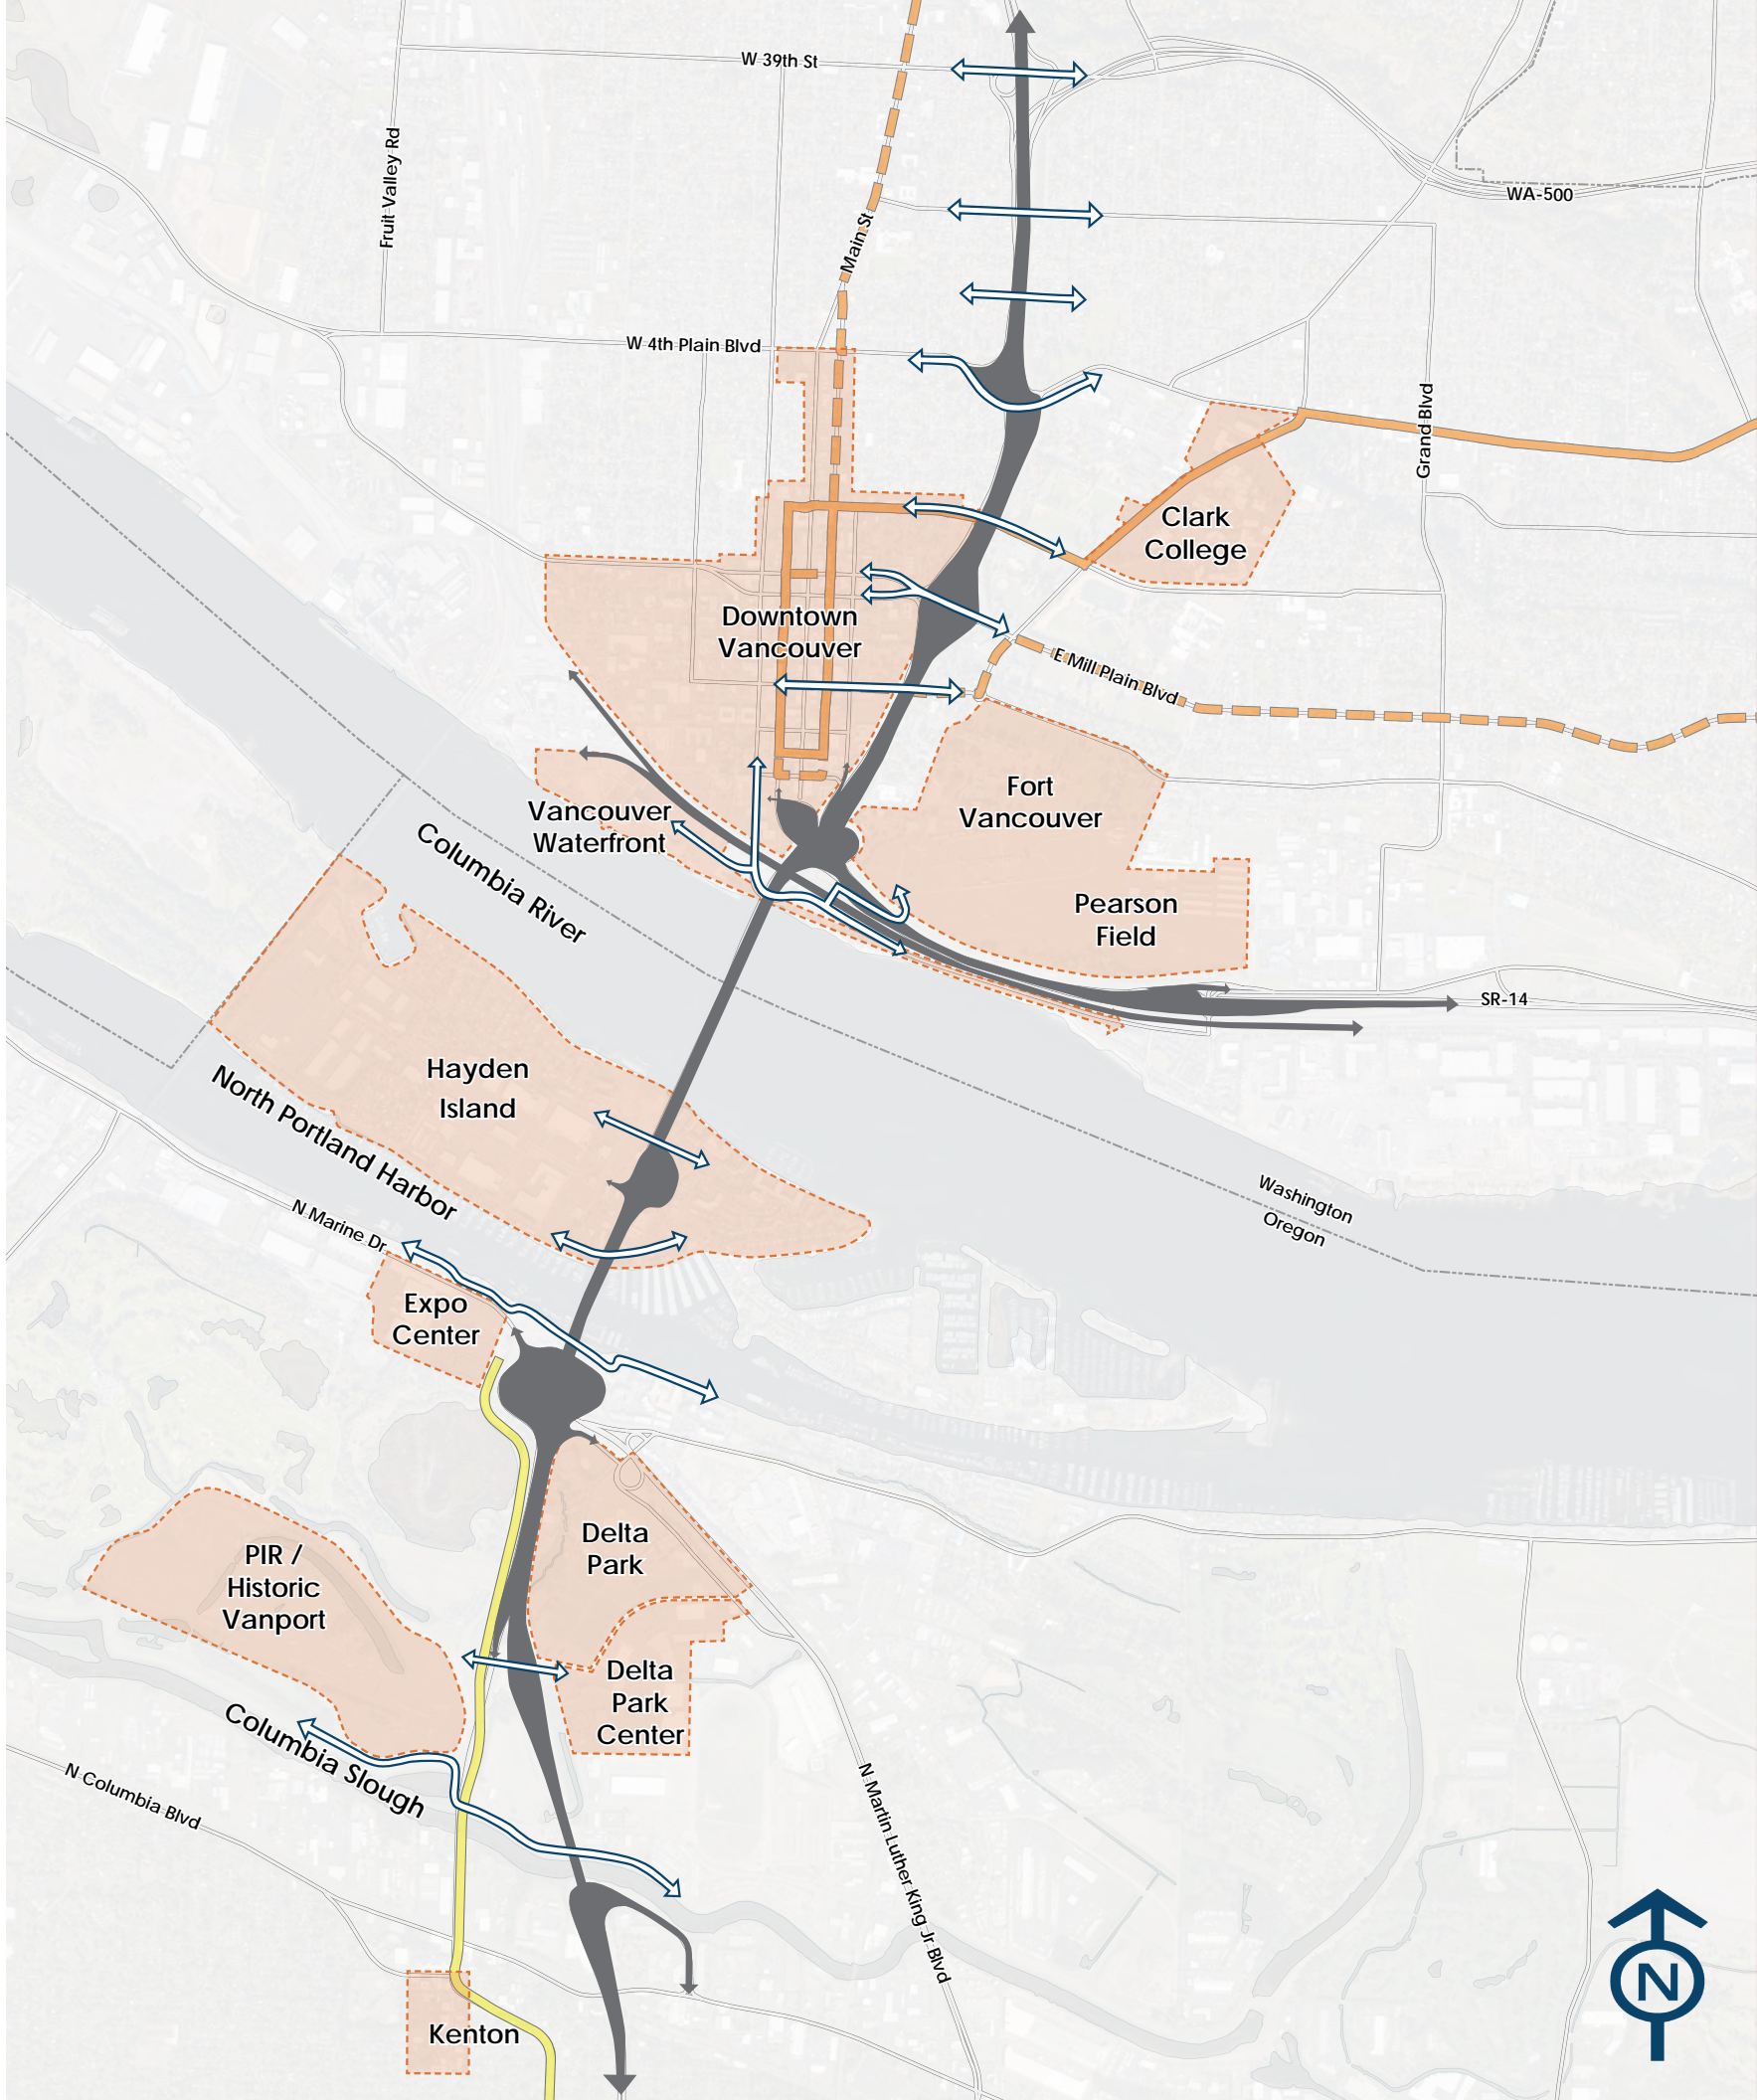 W 39th St
Fruit Valley Rd
WA-500
Main St
W 4th Plain Blvd
Grand Blvd
Clark
College
Downtown
Vancouver
E Mill Plain Blvd
Fort
Vancouver
Vancouver
Waterfront
Columbia River
Pearson
Field
SR-14
Hayden
Island
North Portland Harbor
Washington
Oregon
N Marine Dr
Expo
Center
Delta
Park
PIR /
Historic
Vanport
Delta
Park
Center
Columbia Slough
N Columbia Blvd
N Martin Luther King Jr Blvd
N
Kenton